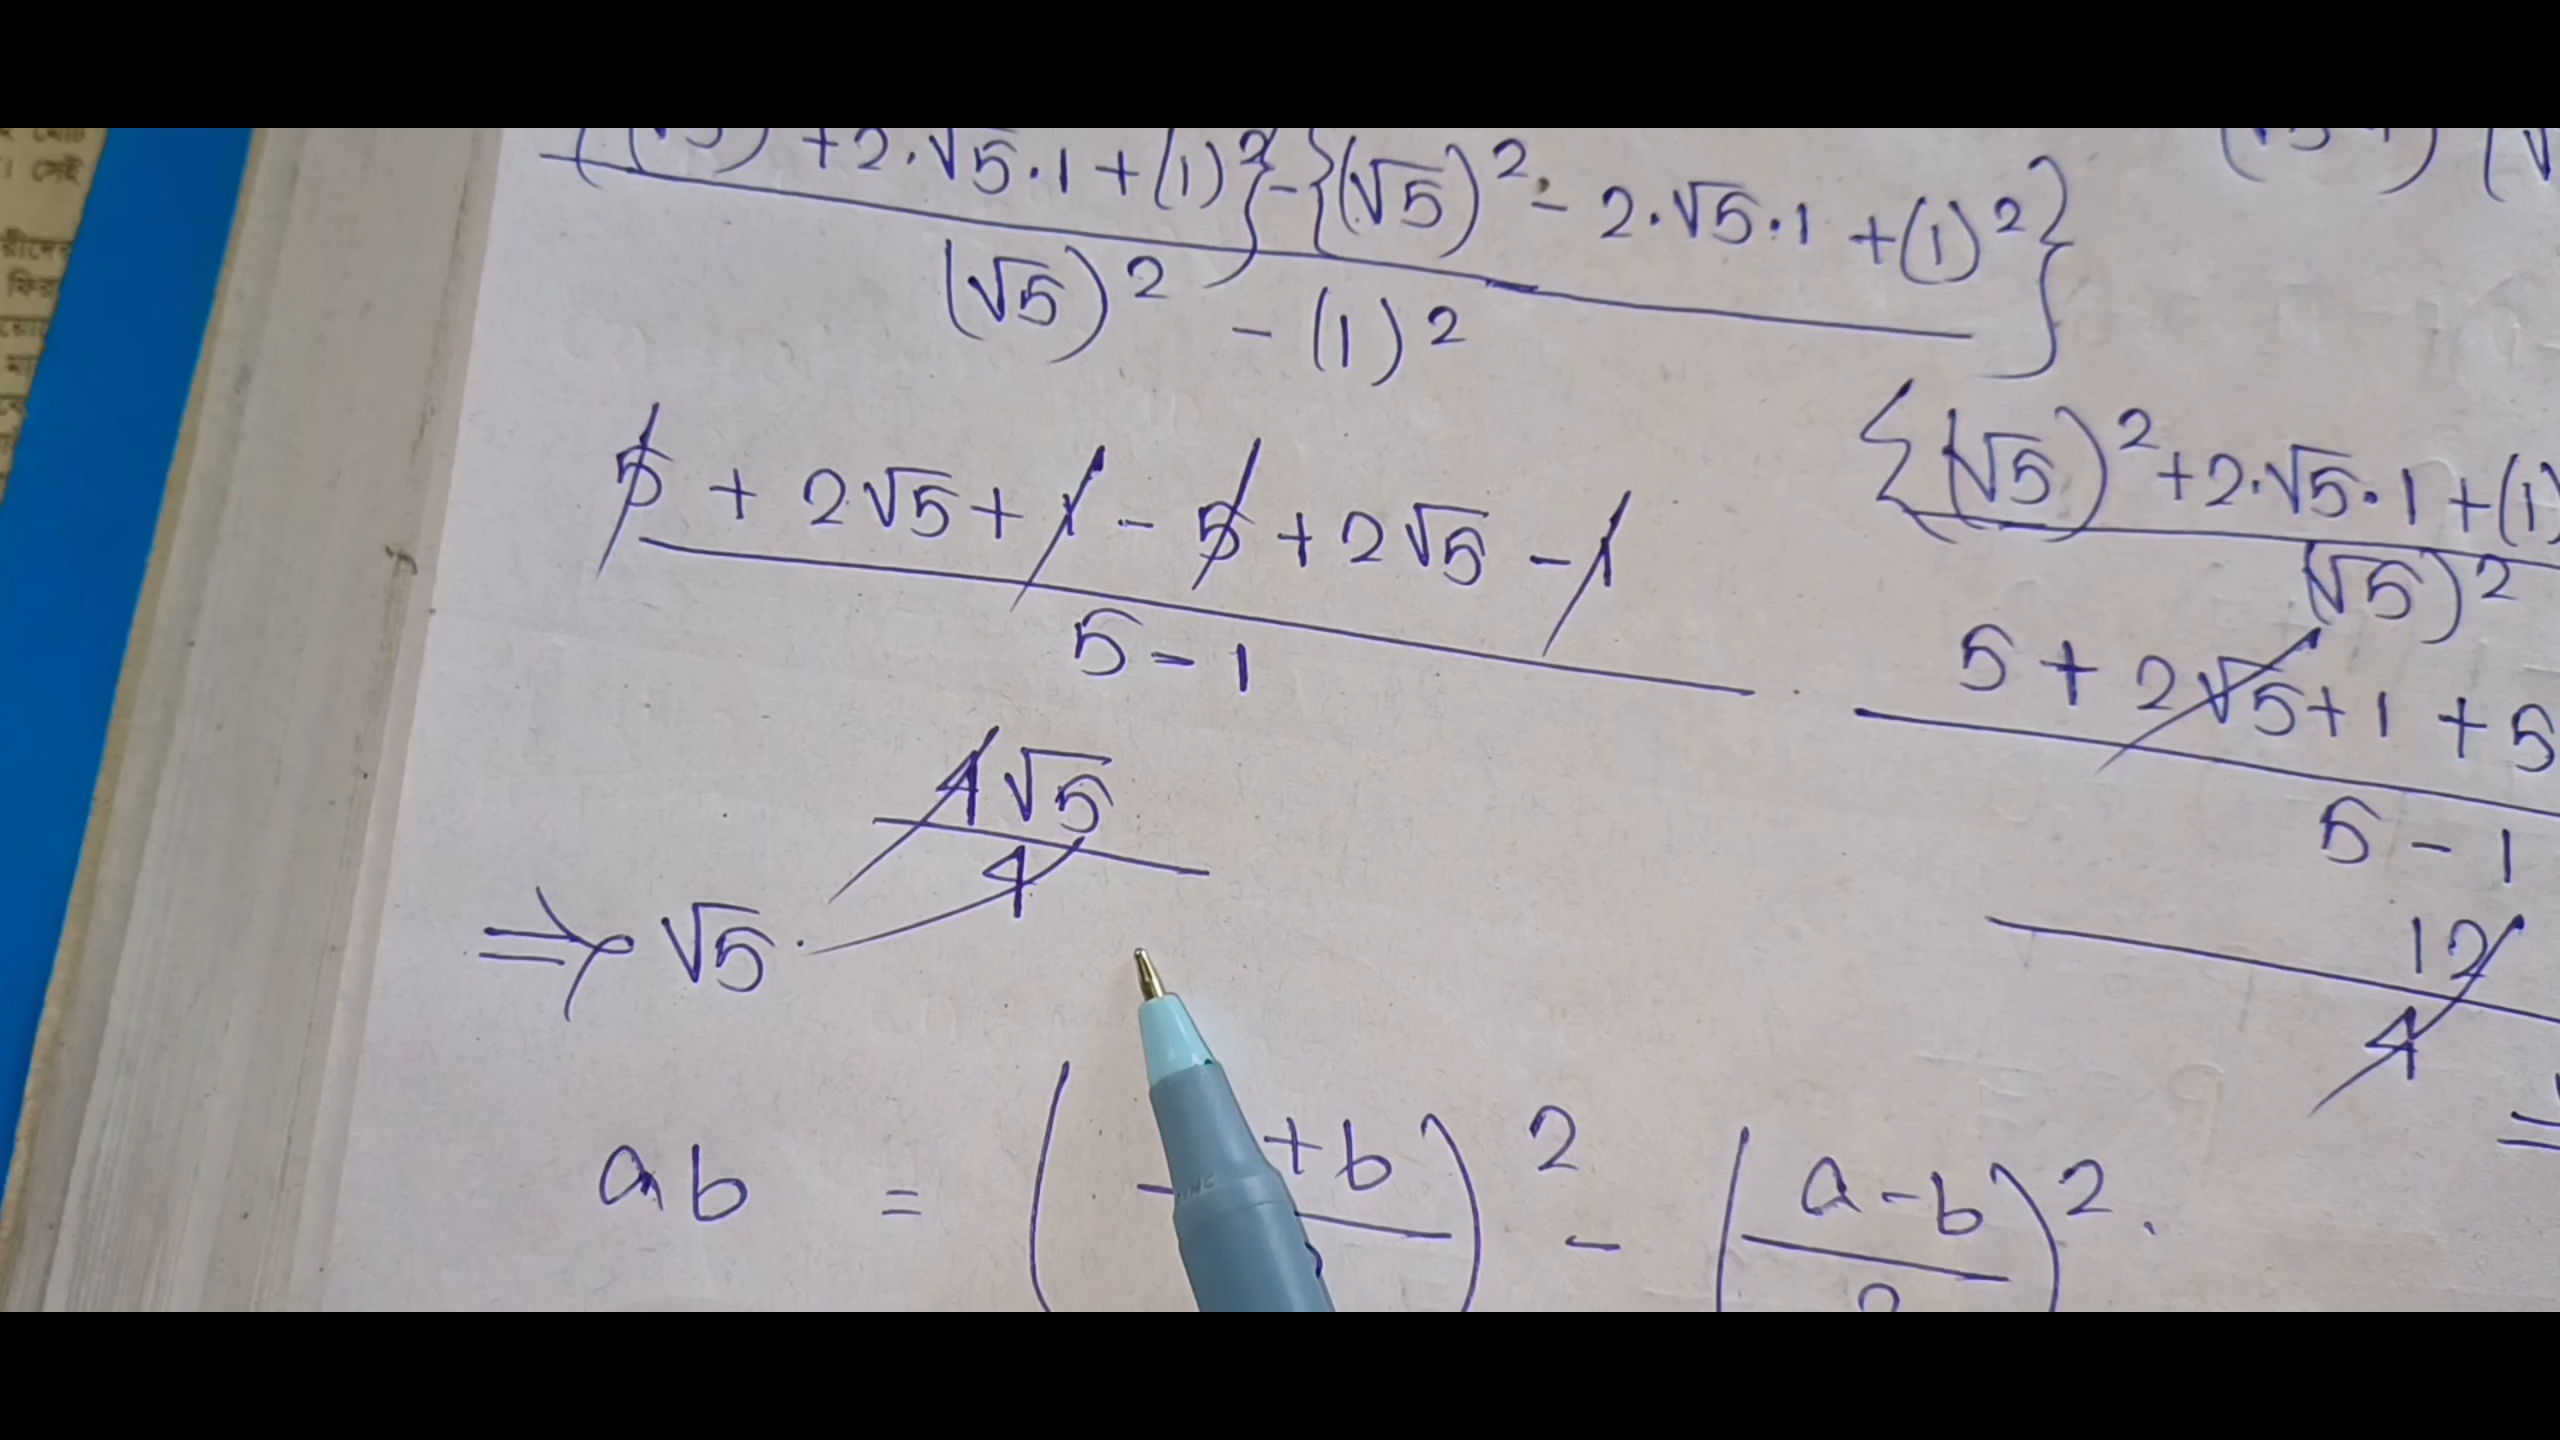 + 2·√5·1 + (1)²} - {(√5)² - 2·√5·1 + (1)²}
(√5)² - (1)²
5 + 2√5 + 1 - 5 + 2√5 - 1
5 - 1
4√5
4
⇒ √5
{(√5)² + 2·√5·1 + (1)
(√5)²
5 + 2√5 + 1 + 5
5 - 1
12
4
ab = ( +b )² - (a-b )²
সেই